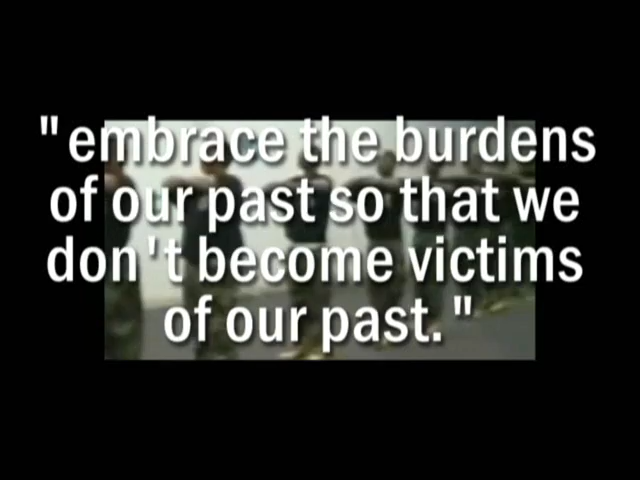 "embrace the burdens
of our past so that we
don't become victims
of our past."